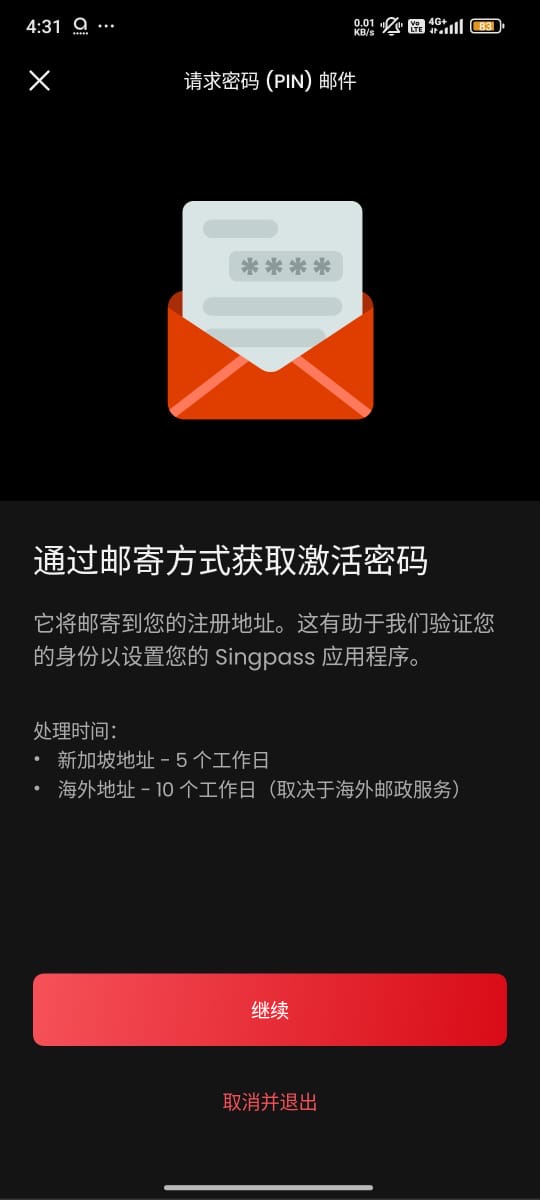 4:31
0.01 KB/s
Vo LTE
4G+
83
请求密码 (PIN) 邮件
****
通过邮寄方式获取激活密码
它将邮寄到您的注册地址。这有助于我们验证您
的身份以设置您的 Singpass 应用程序。
处理时间：
• 新加坡地址 - 5 个工作日
• 海外地址 - 10 个工作日（取决于海外邮政服务）
继续
取消并退出